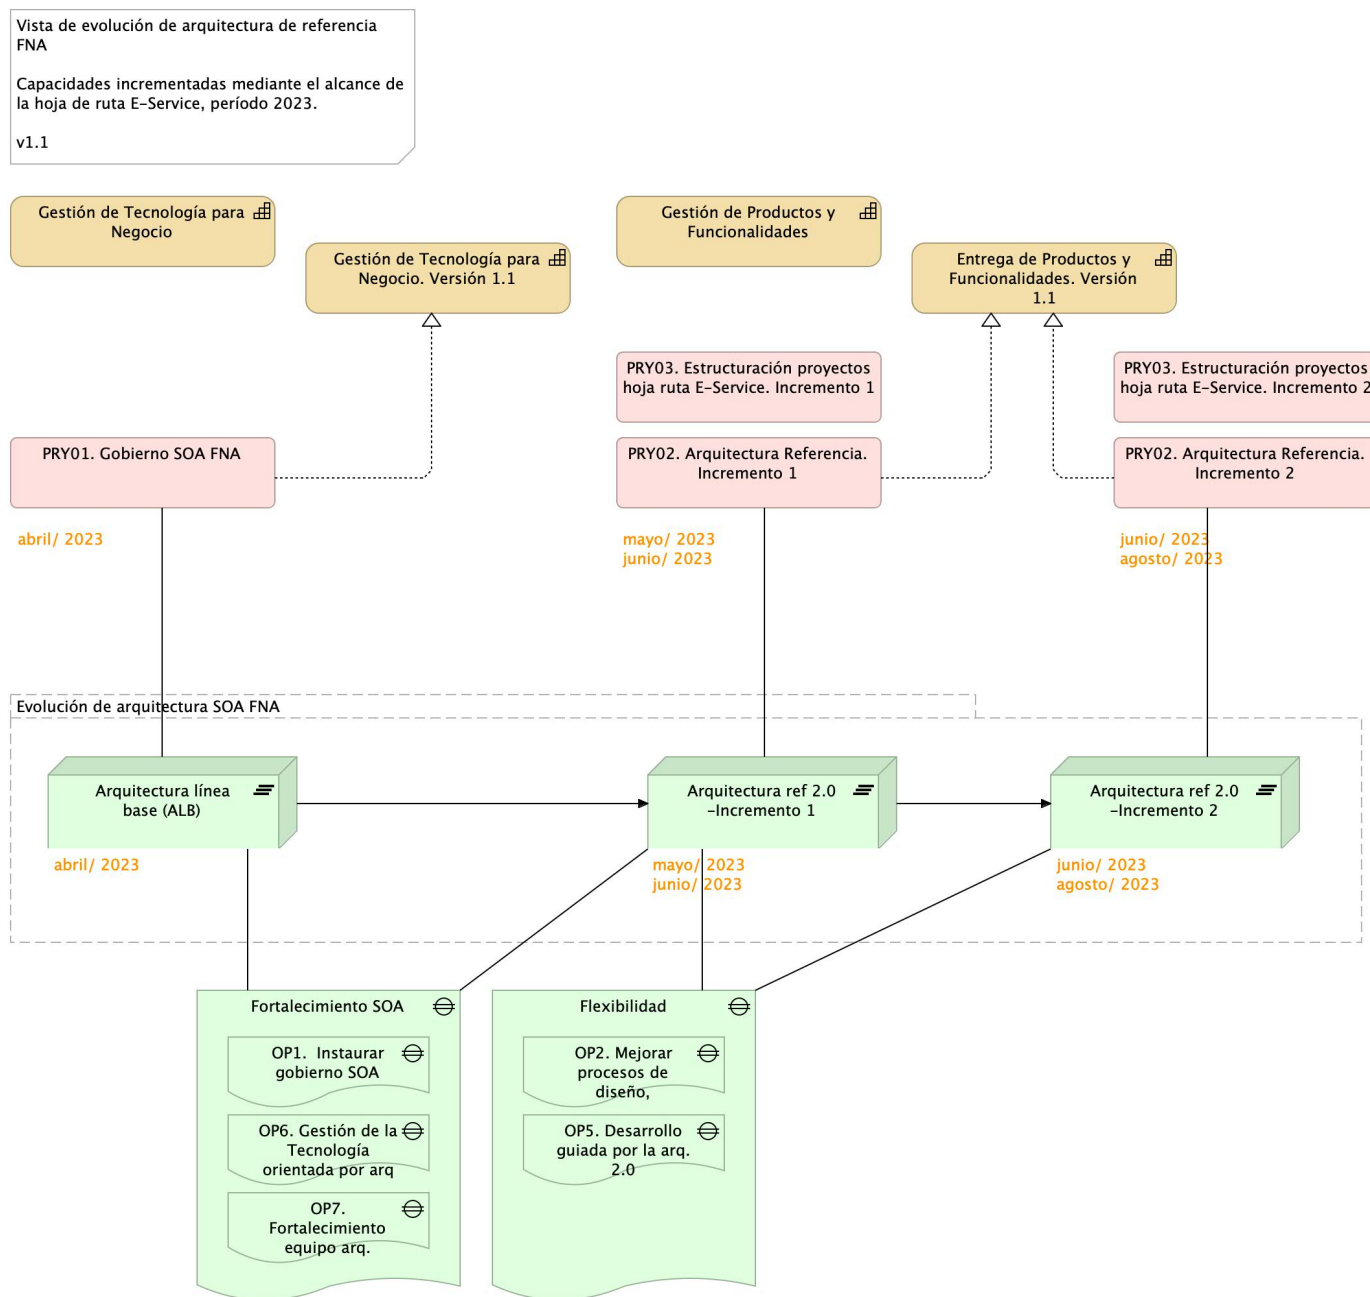 Vista de evolución de arquitectura de referencia
FNA
Capacidades incrementadas mediante el alcance de
la hoja de ruta E-Service, período 2023.
v1.1
Gestión de Tecnología para
Negocio
Gestión de Tecnología para
Negocio. Versión 1.1
Gestión de Productos y
Funcionalidades
Entrega de Productos y
Funcionalidades. Versión
1.1
PRY03. Estructuración proyectos
hoja ruta E-Service. Incremento 1
PRY03. Estructuración proyectos
hoja ruta E-Service. Incremento 2
PRY01. Gobierno SOA FNA
PRY02. Arquitectura Referencia.
Incremento 1
PRY02. Arquitectura Referencia.
Incremento 2
abril/ 2023
mayo/ 2023
junio/ 2023
junio/ 2023
agosto/ 2023
Evolución de arquitectura SOA FNA
Arquitectura línea
base (ALB)
Arquitectura ref 2.0
-Incremento 1
Arquitectura ref 2.0
-Incremento 2
abril/ 2023
mayo/ 2023
junio/ 2023
junio/ 2023
agosto/ 2023
Fortalecimiento SOA
OP1. Instaurar
gobierno SOA
OP6. Gestión de la
Tecnología
orientada por arq
OP7.
Fortalecimiento
equipo arq.
Flexibilidad
OP2. Mejorar
procesos de
diseño,
OP5. Desarrollo
guiada por la arq.
2.0